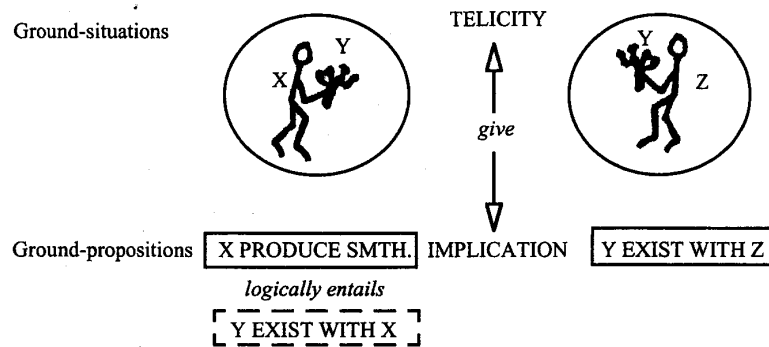 Ground-situations TELICITY
Y Y
X Z
give
Ground-propositions X PRODUCE SMTH. IMPLICATION Y EXIST WITH Z
logically entails
Y EXIST WITH X